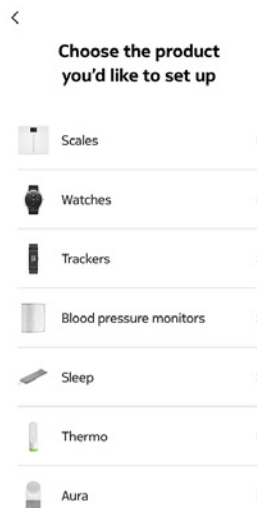 Choose the product
you'd like to set up
Scales
Watches
Trackers
Blood pressure monitors
Sleep
Thermo
Aura